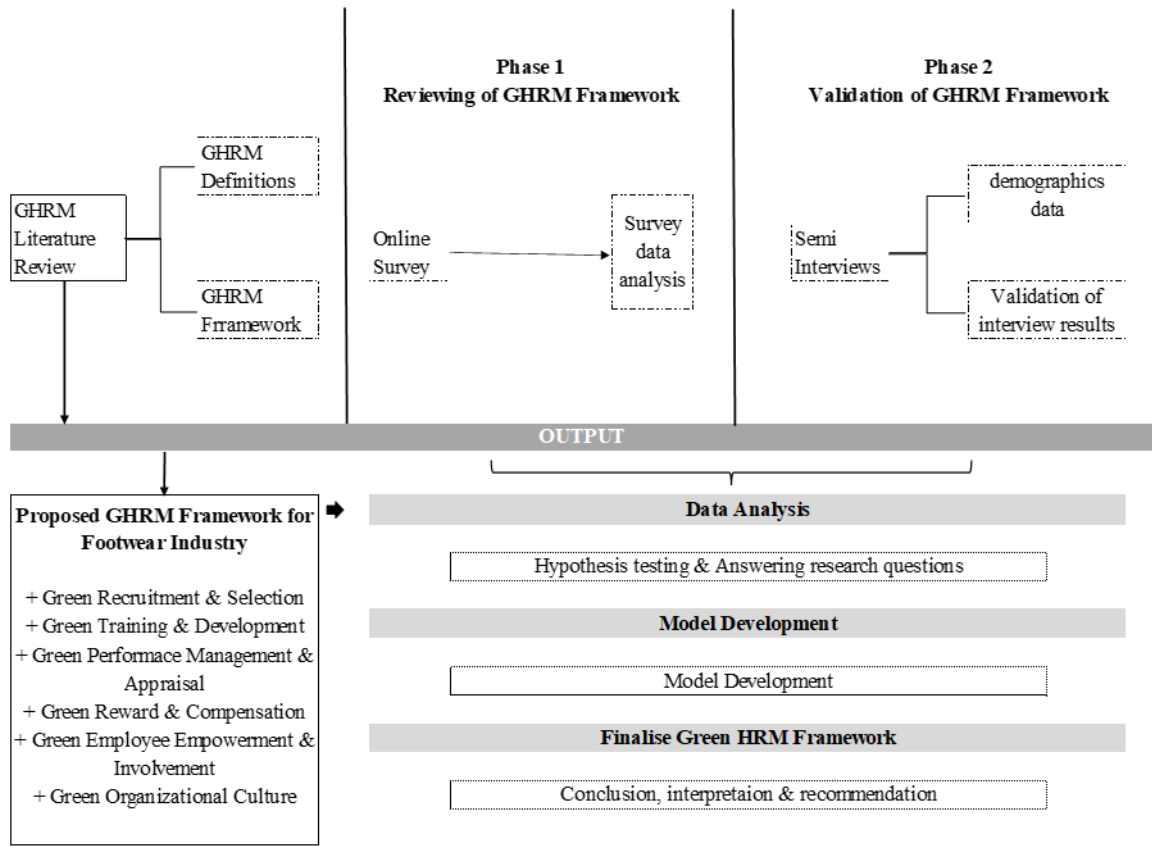 Phase 1
Reviewing of GHRM Framework
Phase 2
Validation of GHRM Framework
GHRM
Literature
Review
GHRM
Definitions
GHRM
Frramework
Online
Survey
Survey
data
analysis
Semi
Interviews
demographics
data
Validation of
interview results
OUTPUT
Proposed GHRM Framework for
Footwear Industry
+ Green Recruitment & Selection
+ Green Training & Development
+ Green Performace Management &
Appraisal
+ Green Reward & Compensation
+ Green Employee Empowerment &
Involvement
+ Green Organizational Culture
Data Analysis
Hypothesis testing & Answering research questions
Model Development
Model Development
Finalise Green HRM Framework
Conclusion, interpretaion & recommendation